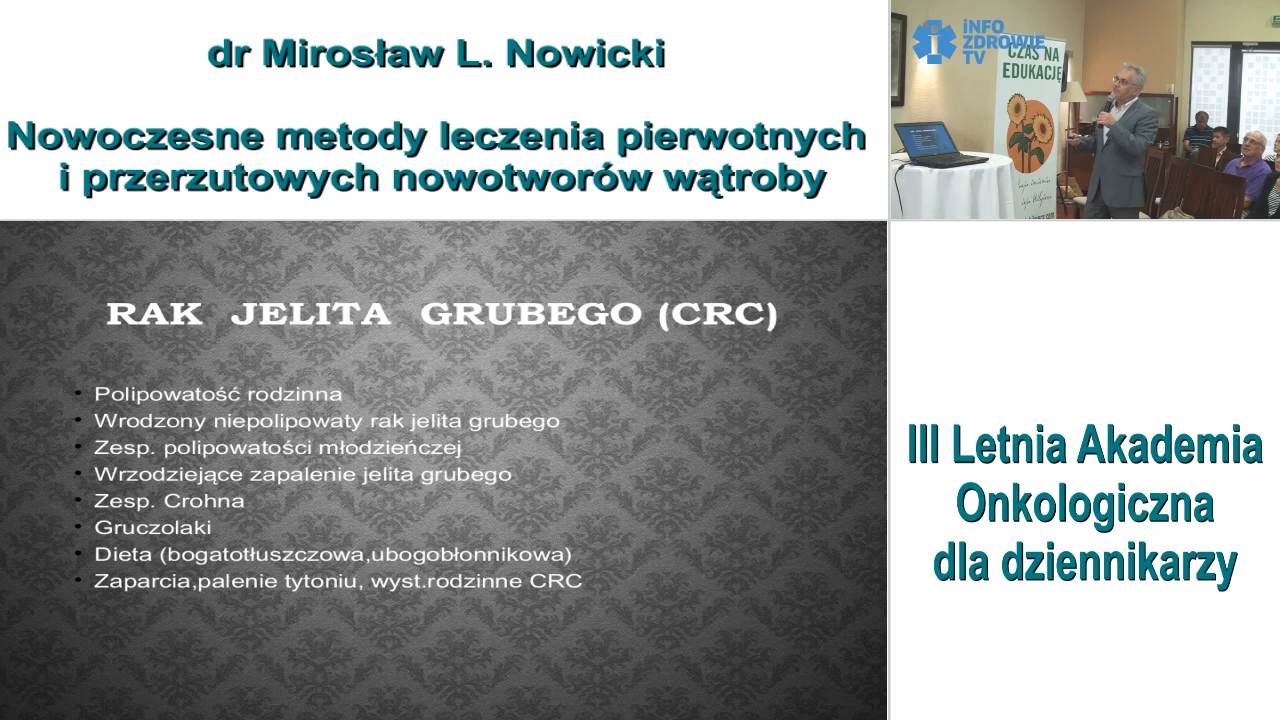 dr Mirosław L. Nowicki
Nowoczesne metody leczenia pierwotnych
i przerzutowych nowotworów wątroby
iNFO
ZDROWIE
TV
CZAS NA
EDUKACJĘ
RAK JELITA GRUBEGO (CRC)
• Polipowatość rodzinna
• Wrodzony niepolipowaty rak jelita grubego
• Zesp. polipowatości młodzieńczej
• Wrzodziejące zapalenie jelita grubego
• Zesp. Crohna
• Gruczolaki
• Dieta (bogatotłuszczowa,ubogobłonnikowa)
• Zaparcia,palenie tytoniu, wyst.rodzinne CRC
III Letnia Akademia
Onkologiczna
dla dziennikarzy